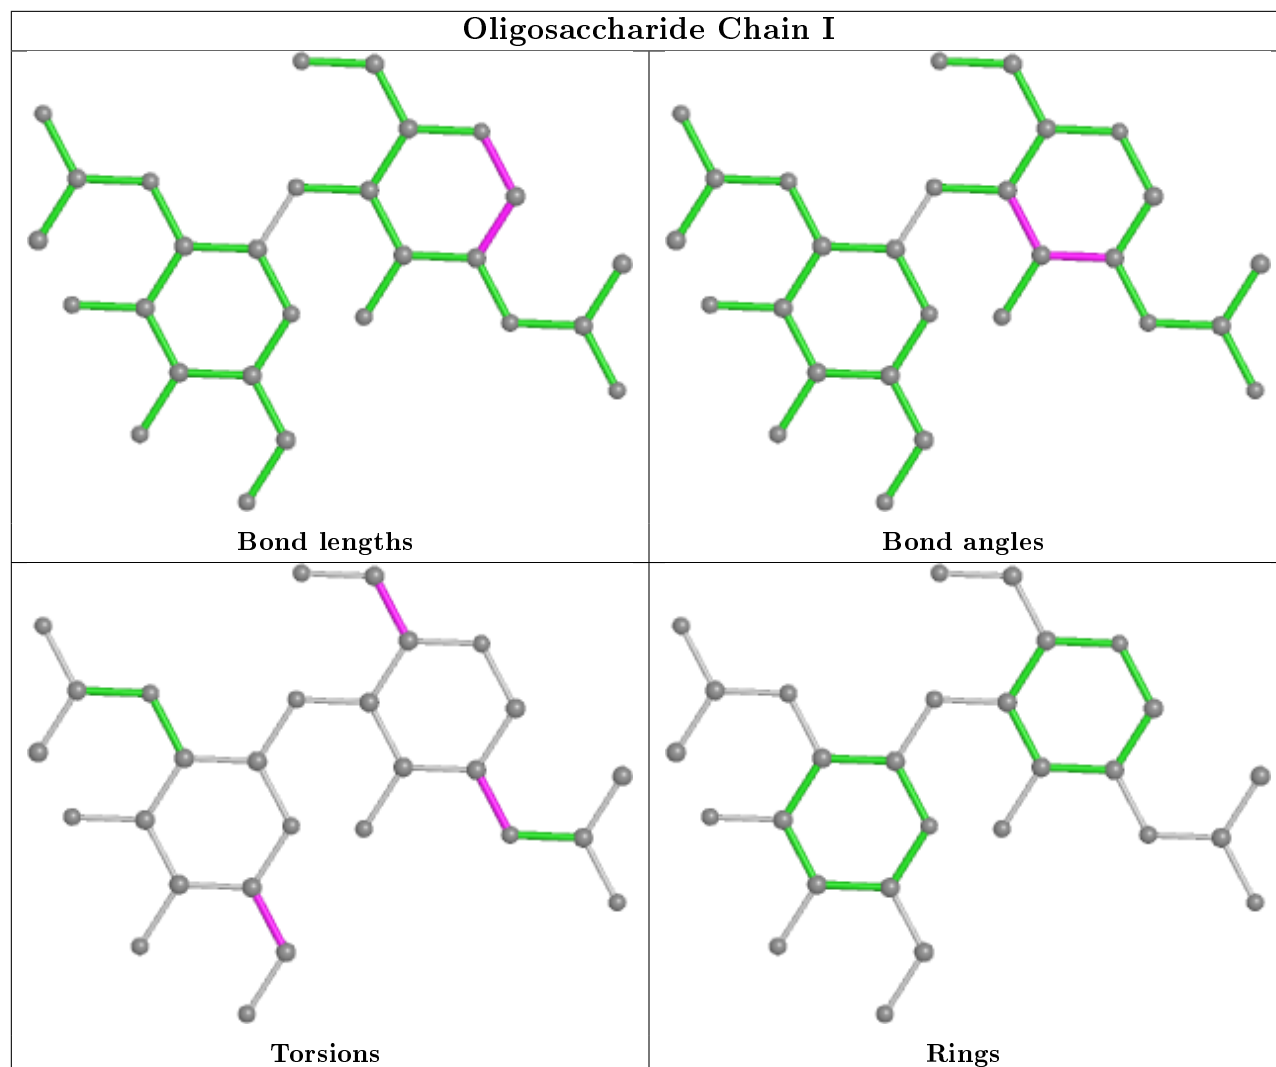 Oligosaccharide Chain I
Bond lengths
Bond angles
Torsions
Rings